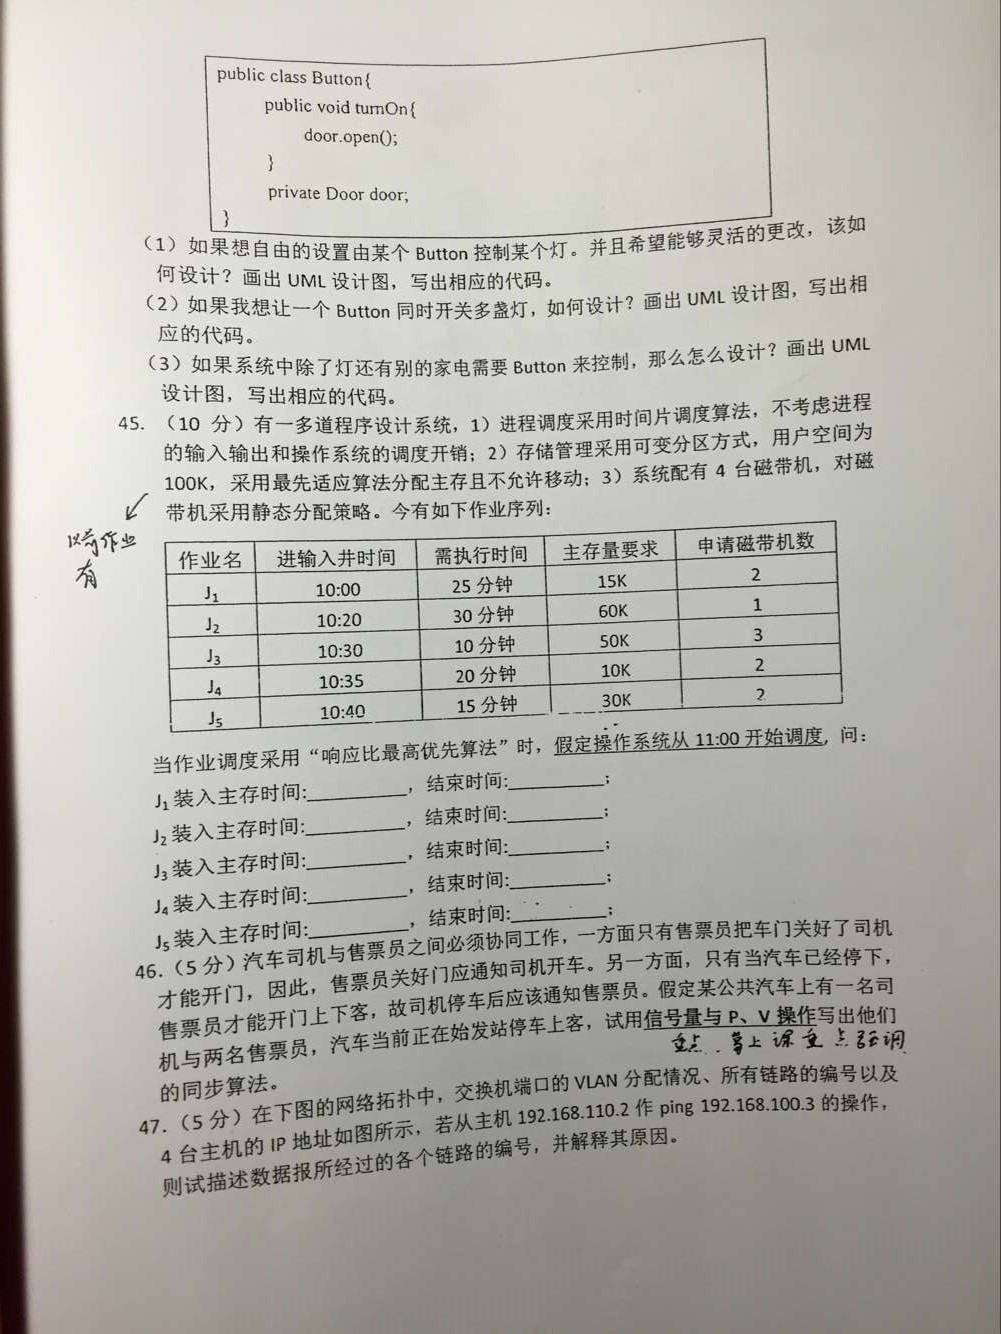 public class Button{
public void turnOn{
door.open();
}
private Door door;
}
（1）如果想自由的设置由某个 Button 控制某个灯。并且希望能够灵活的更改，该如
何设计？画出 UML 设计图，写出相应的代码。
（2）如果我想让一个 Button 同时开关多盏灯，如何设计？画出 UML 设计图，写出相
应的代码。
（3）如果系统中除了灯还有别的家电需要 Button 来控制，那么怎么设计？画出 UML
设计图，写出相应的代码。
45. （10 分）有一多道程序设计系统，1）进程调度采用时间片调度算法，不考虑进程
的输入输出和操作系统的调度开销；2）存储管理采用可变分区方式，用户空间为
100K，采用最先适应算法分配主存且不允许移动；3）系统配有 4 台磁带机，对磁
带机采用静态分配策略。今有如下作业序列：
作业
有
作业名 进输入井时间 需执行时间 主存量要求 申请磁带机数
J1 10:00 25 分钟 15K 2
J2 10:20 30 分钟 60K 1
J3 10:30 10 分钟 50K 3
J4 10:35 20 分钟 10K 2
J5 10:40 15 分钟 30K 2
当作业调度采用“响应比最高优先算法”时，假定操作系统从 11:00 开始调度, 问：
J1 装入主存时间:__________，结束时间:__________；
J2 装入主存时间:__________，结束时间:__________；
J3 装入主存时间:__________，结束时间:__________；
J4 装入主存时间:__________，结束时间:__________；
J5 装入主存时间:__________，结束时间:__________；
46.（5 分）汽车司机与售票员之间必须协同工作，一方面只有售票员把车门关好了司机
才能开门，因此，售票员关好门应通知司机开车。另一方面，只有当汽车已经停下，
售票员才能开门上下客，故司机停车后应该通知售票员。假定某公共汽车上有一名司
机与两名售票员，汽车当前正在始发站停车上客，试用信号量与 P、V 操作写出他们
的同步算法。
重点 上课重点强调
47.（5 分）在下图的网络拓扑中，交换机端口的 VLAN 分配情况、所有链路的编号以及
4 台主机的 IP 地址如图所示，若从主机 192.168.110.2 作 ping 192.168.100.3 的操作，
则试描述数据报所经过的各个链路的编号，并解释其原因。